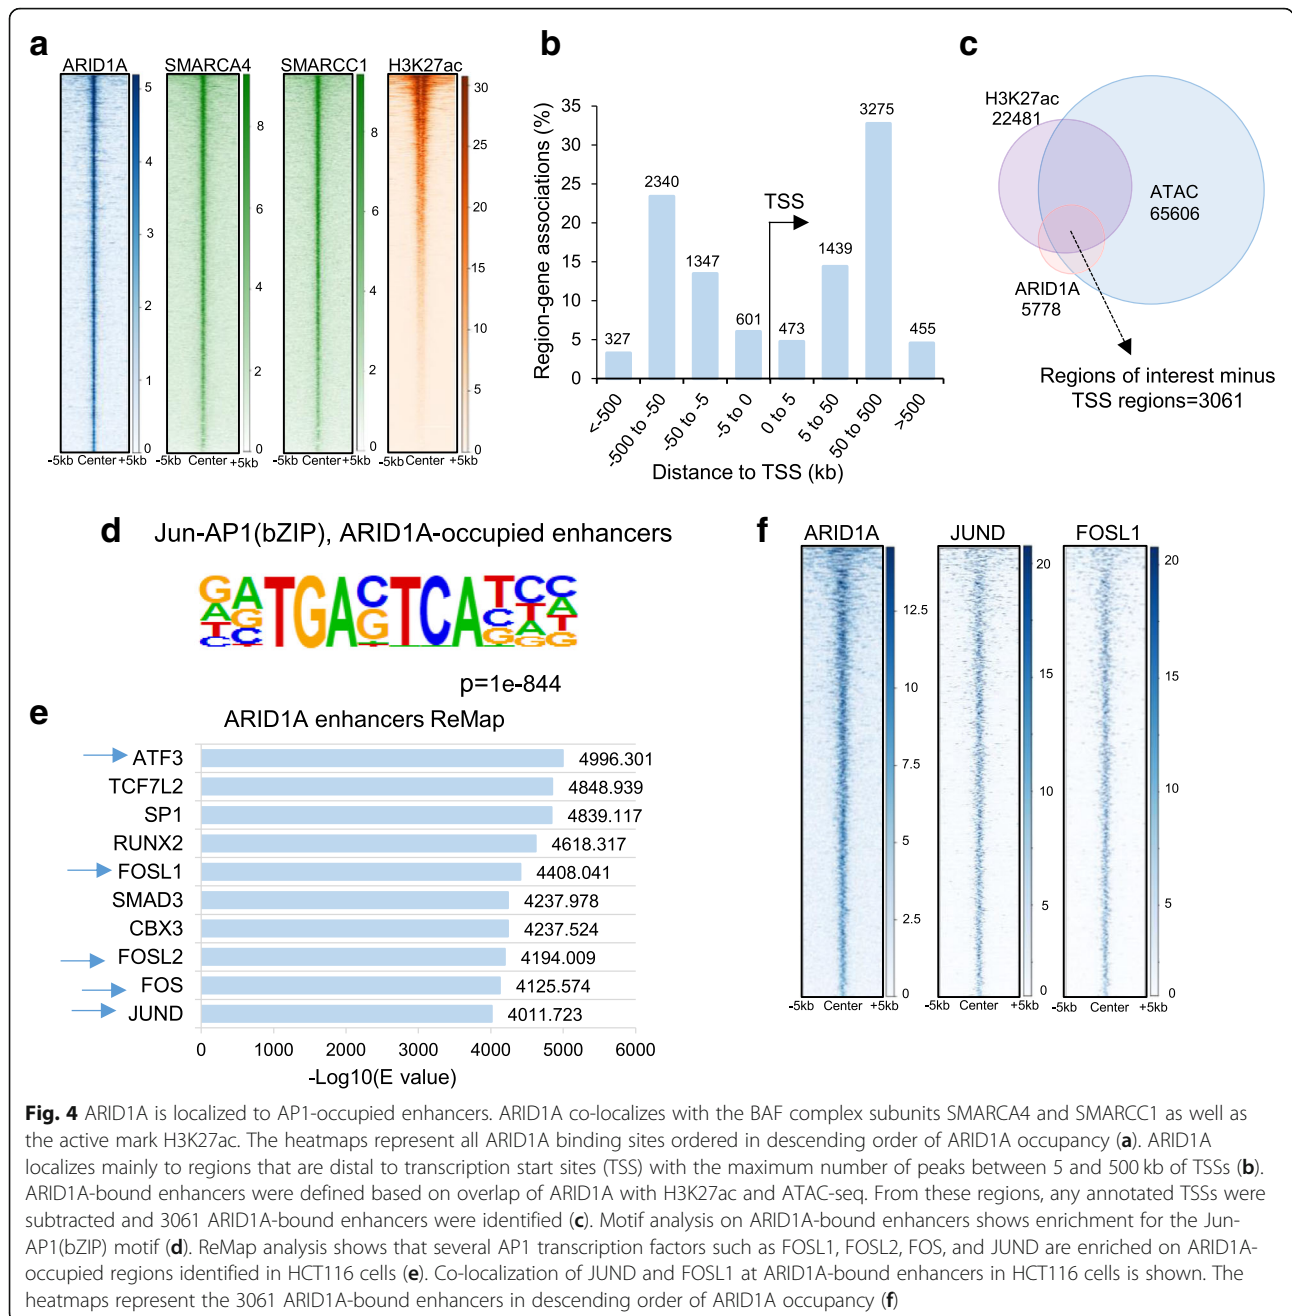 a
ARID1A
SMARCA4
SMARCC1
H3K27ac
5
4
3
2
1
0
8
6
4
2
0
8
6
4
2
0
30
25
20
15
10
5
0
-5kb Center +5kb
-5kb Center +5kb
-5kb Center +5kb
-5kb Center +5kb
b
Region-gene associations (%)
35
30
25
20
15
10
5
0
327
2340
1347
601
473
1439
3275
455
TSS
<-500
-500 to -50
-50 to -5
-5 to 0
0 to 5
5 to 50
50 to 500
>500
Distance to TSS (kb)
c
H3K27ac
22481
ATAC
65606
ARID1A
5778
Regions of interest minus
TSS regions=3061
d
Jun-AP1(bZIP), ARID1A-occupied enhancers
TGA TCA
p=1e-844
e
ARID1A enhancers ReMap
ATF3 4996.301
TCF7L2 4848.939
SP1 4839.117
RUNX2 4618.317
FOSL1 4408.041
SMAD3 4237.978
CBX3 4237.524
FOSL2 4194.009
FOS 4125.574
JUND 4011.723
0 1000 2000 3000 4000 5000 6000
-Log10(E value)
f
ARID1A
JUND
FOSL1
12.5
10
7.5
5
2.5
0
20
15
10
5
0
20
15
10
5
0
-5kb Center +5kb
-5kb Center +5kb
-5kb Center +5kb
Fig. 4 ARID1A is localized to AP1-occupied enhancers. ARID1A co-localizes with the BAF complex subunits SMARCA4 and SMARCC1 as well as
the active mark H3K27ac. The heatmaps represent all ARID1A binding sites ordered in descending order of ARID1A occupancy (a). ARID1A
localizes mainly to regions that are distal to transcription start sites (TSS) with the maximum number of peaks between 5 and 500 kb of TSSs (b).
ARID1A-bound enhancers were defined based on overlap of ARID1A with H3K27ac and ATAC-seq. From these regions, any annotated TSSs were
subtracted and 3061 ARID1A-bound enhancers were identified (c). Motif analysis on ARID1A-bound enhancers shows enrichment for the Jun-
AP1(bZIP) motif (d). ReMap analysis shows that several AP1 transcription factors such as FOSL1, FOSL2, FOS, and JUND are enriched on ARID1A-
occupied regions identified in HCT116 cells (e). Co-localization of JUND and FOSL1 at ARID1A-bound enhancers in HCT116 cells is shown. The
heatmaps represent the 3061 ARID1A-bound enhancers in descending order of ARID1A occupancy (f)